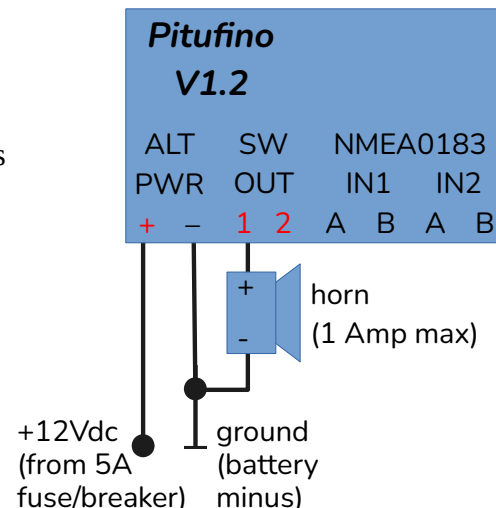 Pitufino
V1.2
s
ALT SW NMEA0183
PWR OUT IN1 IN2
+ – 1 2 A B A B
+
horn
(1 Amp max)
-
+12Vdc ground
(from 5A (battery
fuse/breaker) minus)